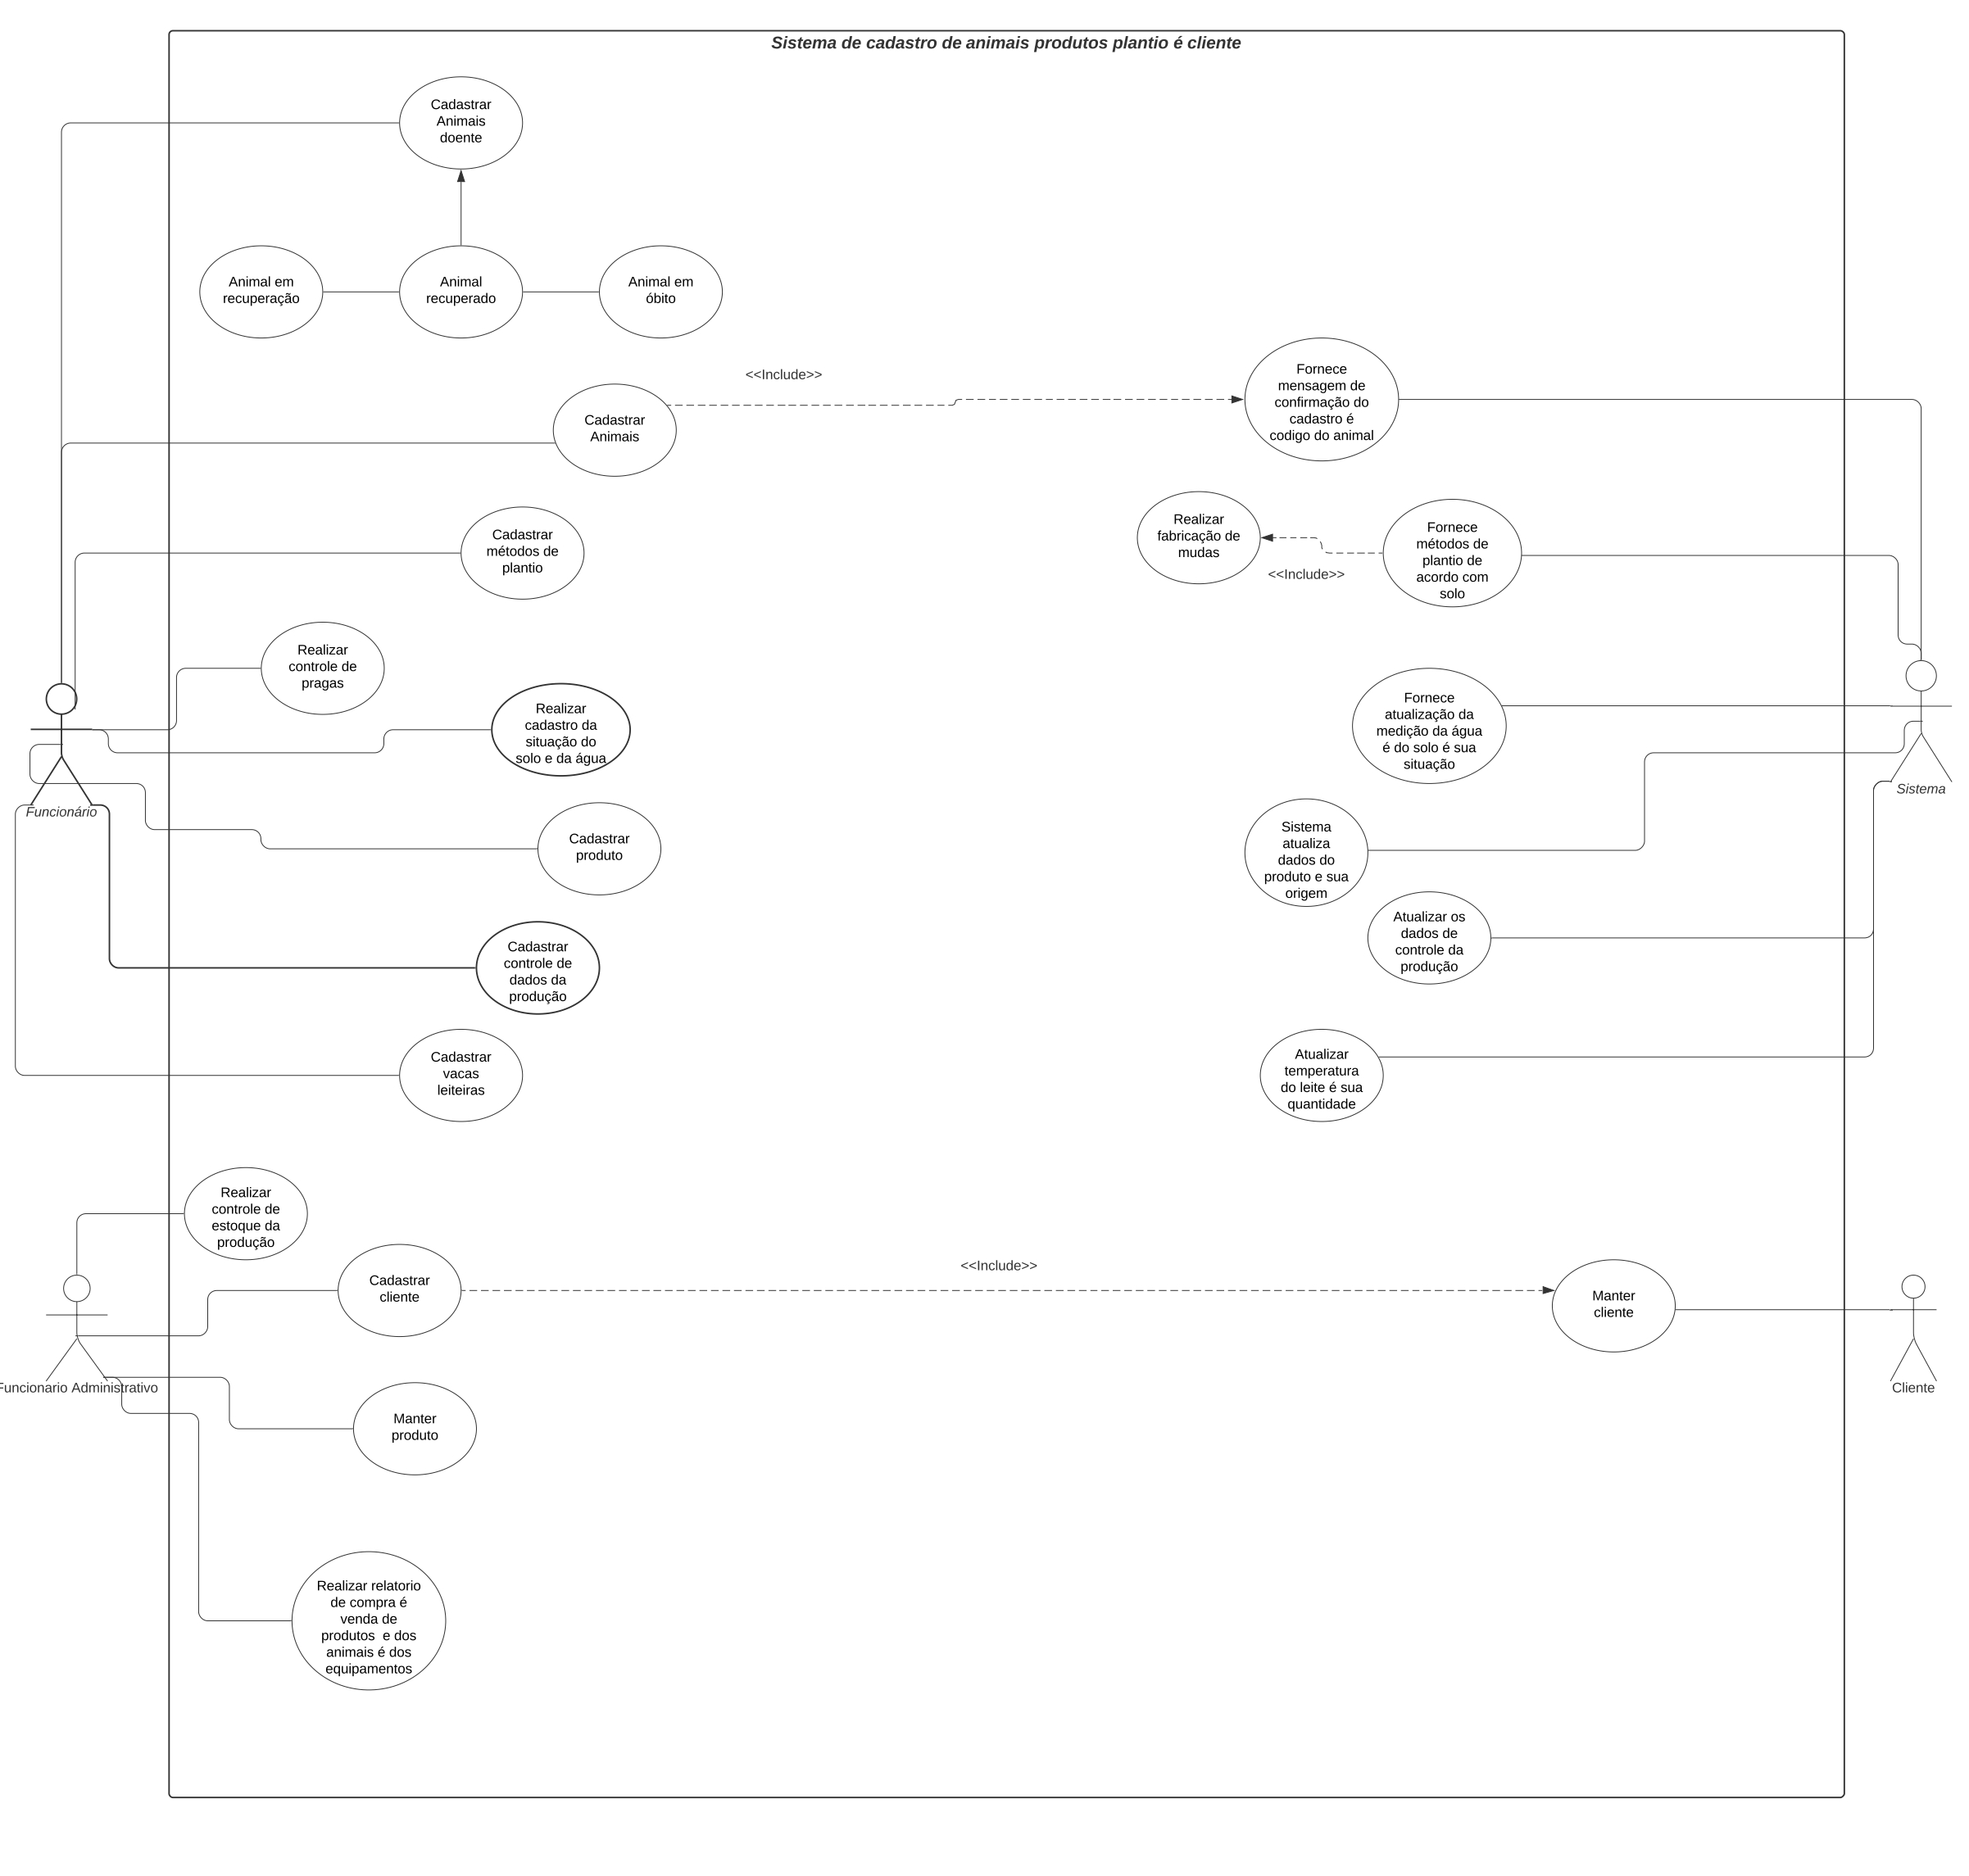 Sistema de cadastro de animais produtos plantio é cliente
Cadastrar
Animais
doente
Animal em
recuperação
Animal
recuperado
Animal em
óbito
<<Include>>
Cadastrar
Animais
Fornece
mensagem de
confirmação do
cadastro é
codigo do animal
Cadastrar
métodos de
plantio
Realizar
fabricação de
mudas
<<Include>>
Fornece
métodos de
plantio de
acordo com
solo
Realizar
controle de
pragas
Realizar
cadastro da
situação do
solo e da água
Fornece
atualização da
medição da água
é do solo é sua
situação
Funcionário
Sistema
Cadastrar
produto
Sistema
atualiza
dados do
produto e sua
origem
Cadastrar
controle de
dados da
produção
Atualizar os
dados de
controle da
produção
Cadastrar
vacas
leiteiras
Atualizar
temperatura
do leite é sua
quantidade
Realizar
controle de
estoque da
produção
Cadastrar
cliente
<<Include>>
Manter
cliente
Funcionario Administrativo
Cliente
Manter
produto
Realizar relatorio
de compra é
venda de
produtos e dos
animais é dos
equipamentos